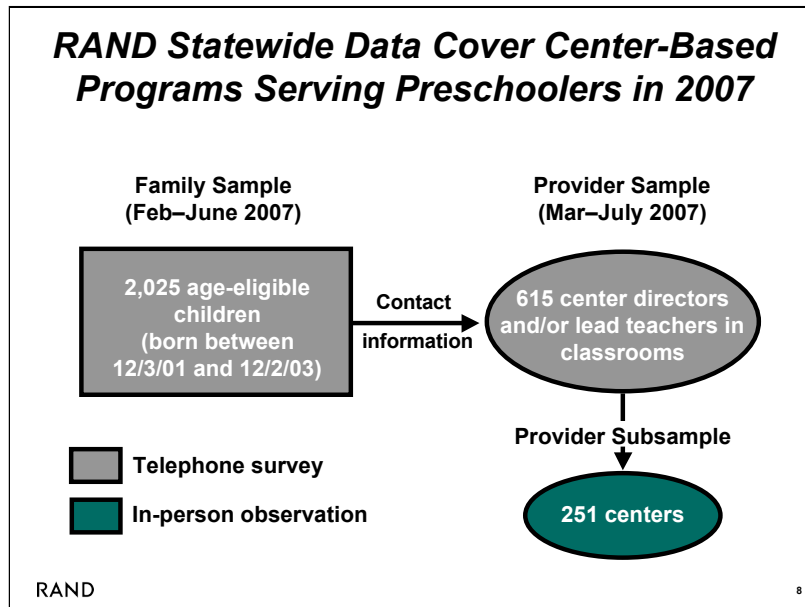 RAND Statewide Data Cover Center-Based
Programs Serving Preschoolers in 2007
Family Sample
(Feb–June 2007)
Provider Sample
(Mar–July 2007)
2,025 age-eligible
children
(born between
12/3/01 and 12/2/03)
Contact
information
615 center directors
and/or lead teachers in
classrooms
Provider Subsample
251 centers
Telephone survey
In-person observation
RAND
8